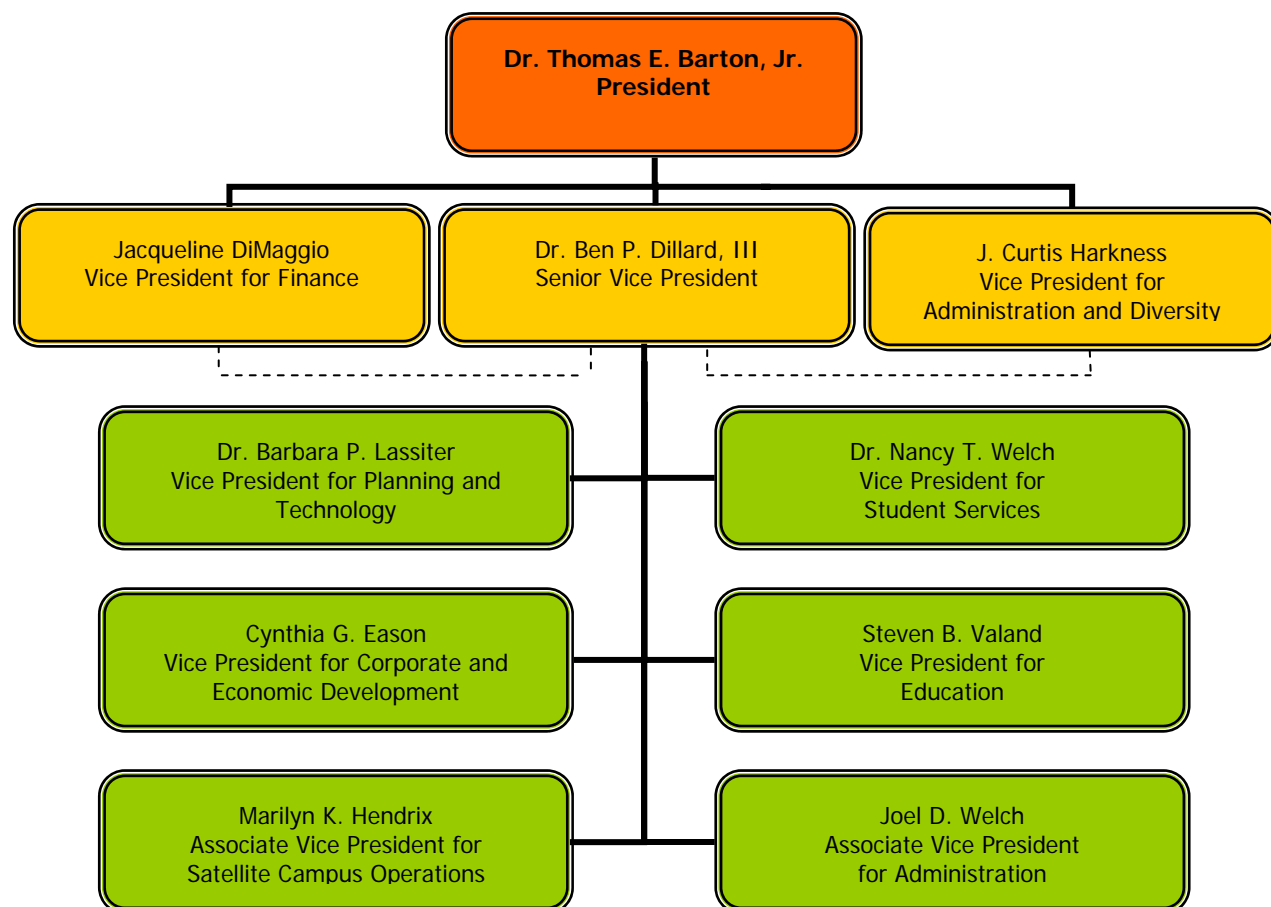 Dr. Thomas E. Barton, Jr.
President
Jacqueline DiMaggio
Vice President for Finance
Dr. Ben P. Dillard, III
Senior Vice President
J. Curtis Harkness
Vice President for
Administration and Diversity
Dr. Barbara P. Lassiter
Vice President for Planning and
Technology
Dr. Nancy T. Welch
Vice President for
Student Services
Cynthia G. Eason
Vice President for Corporate and
Economic Development
Steven B. Valand
Vice President for
Education
Marilyn K. Hendrix
Associate Vice President for
Satellite Campus Operations
Joel D. Welch
Associate Vice President
for Administration